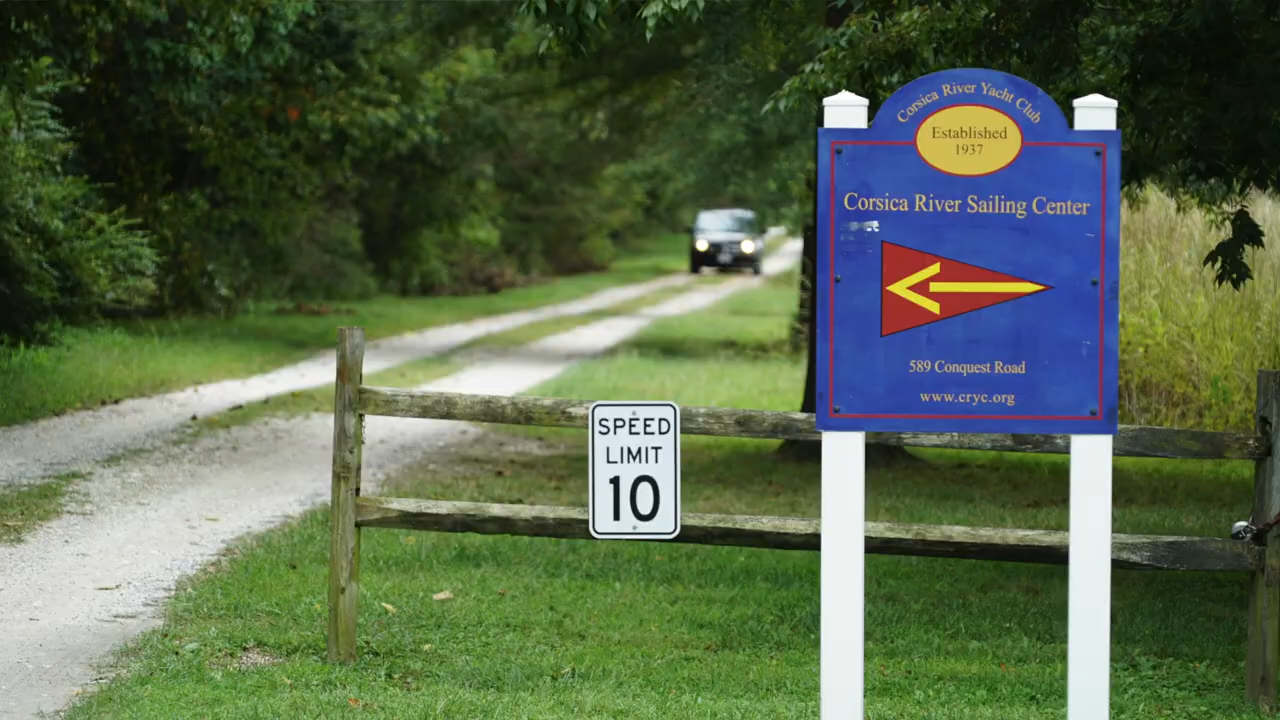 Corsica River Yacht Club
Established
1937
Corsica River Sailing Center
589 Conquest Road
www.cryc.org
SPEED
LIMIT
10